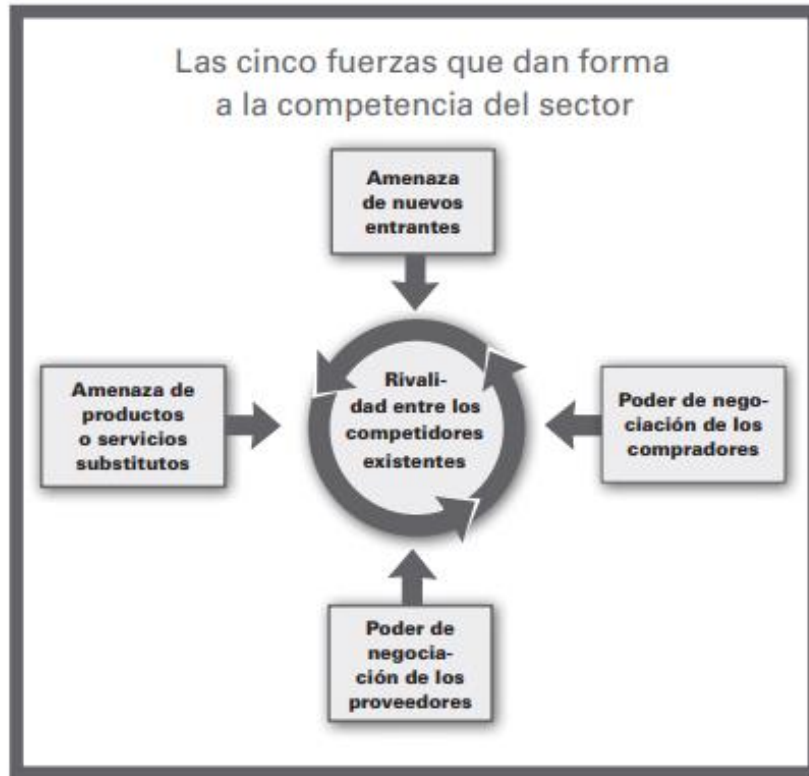 Las cinco fuerzas que dan forma
a la competencia del sector
Amenaza
de nuevos
entrantes
Amenaza de
productos
o servicios
substitutos
Rivali-
dad entre los
competidores
existentes
Poder de nego-
ciación de los
compradores
Poder de
negocia-
ción de los
proveedores